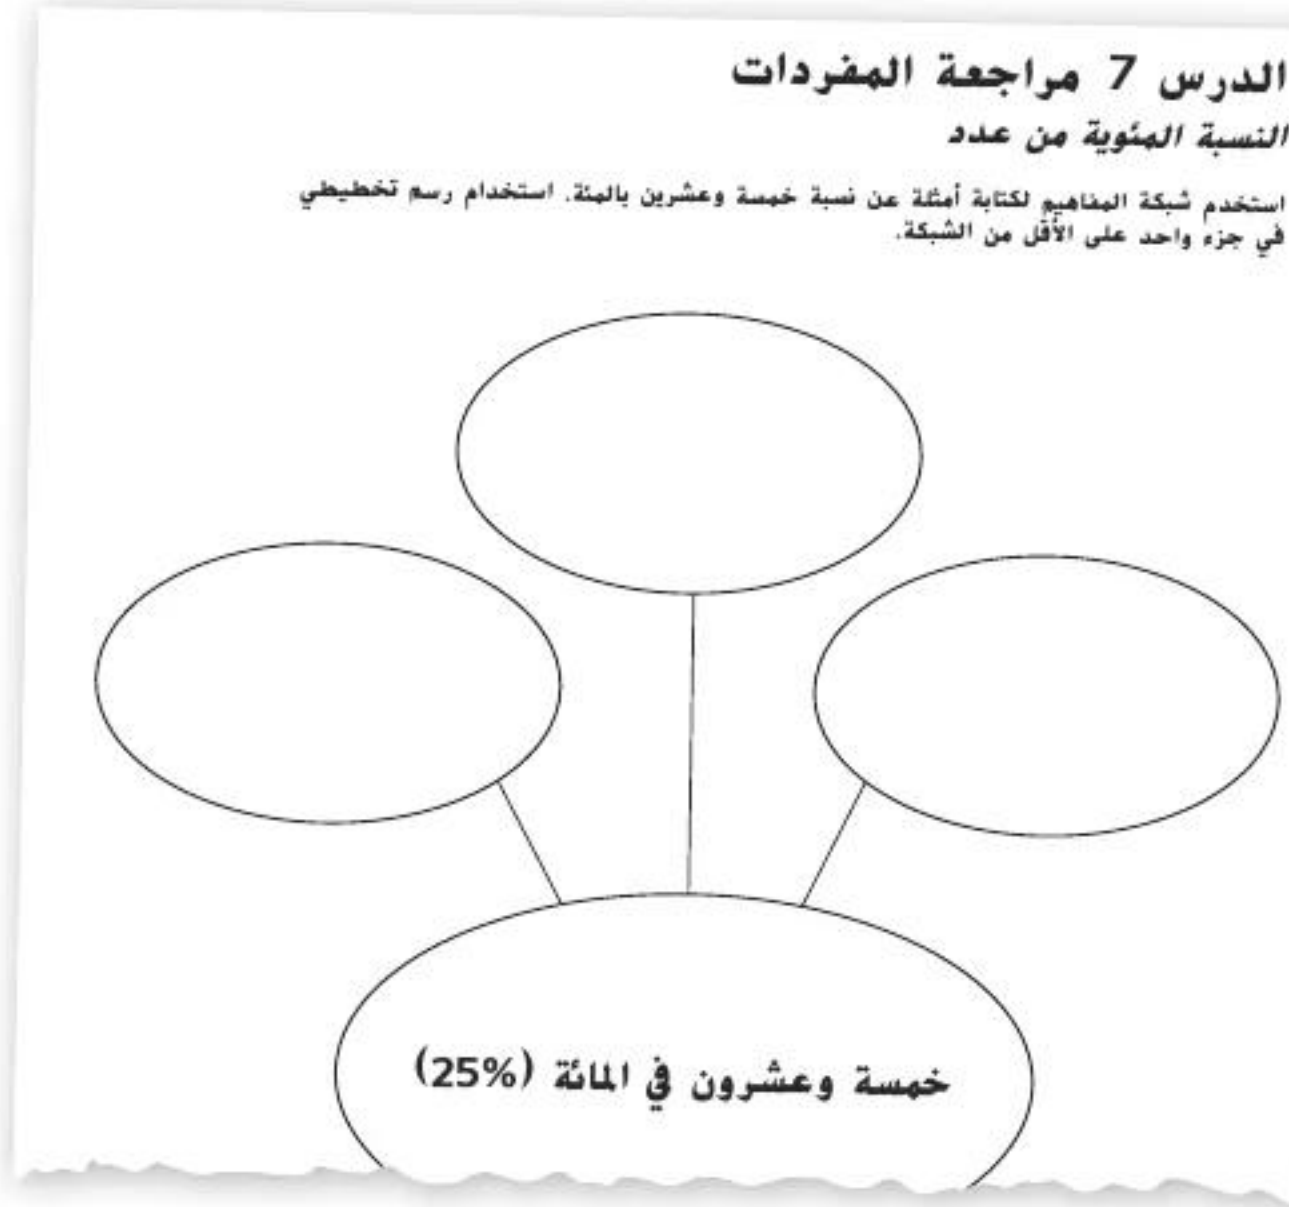 الدرس 7 مراجعة المفردات
النسبة المئوية من عدد
استخدم شبكة المفاهيم لكتابة أمثلة عن نسبة خمسة وعشرين بالمئة. استخدام رسم تخطيطي
في جزء واحد على الأقل من الشبكة.
خمسة وعشرون في المائة (25%)